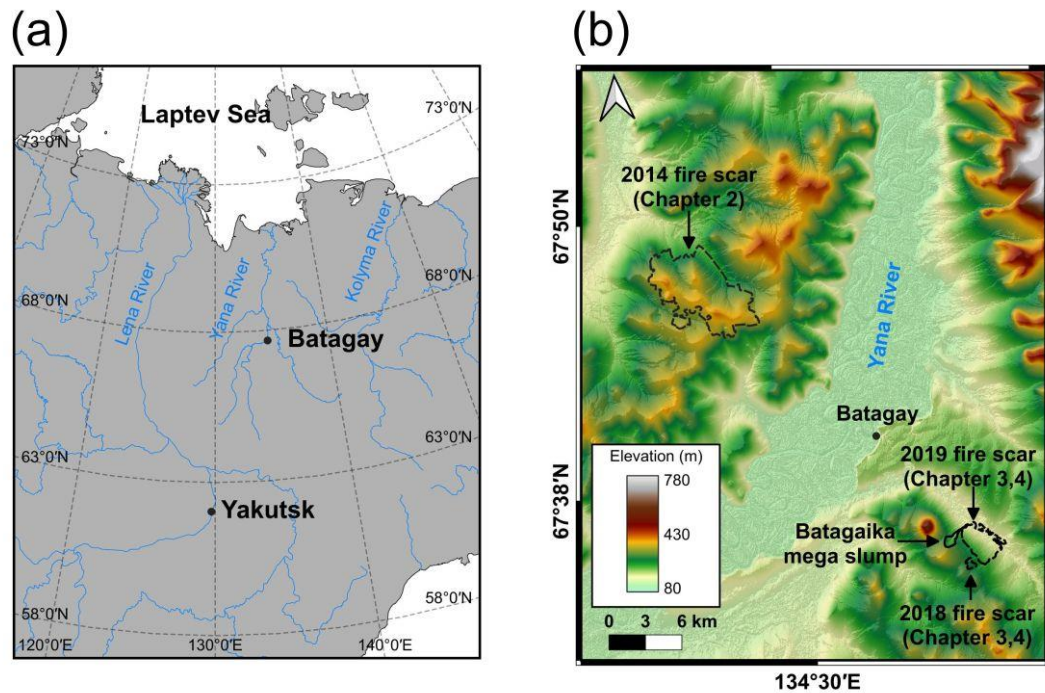 (a)
Laptev Sea
73°0′N
73°0′N
Lena River
Yana River
Kolyma River
68°0′N
68°0′N
Batagay
63°0′N
63°0′N
Yakutsk
58°0′N
58°0′N
120°0′E
130°0′E
140°0′E
(b)
2014 fire scar
(Chapter 2)
67°50′N
Yana River
Batagay
2019 fire scar
(Chapter 3,4)
67°38′N
Batagaika
mega slump
2018 fire scar
(Chapter 3,4)
Elevation (m)
780
430
80
0 3 6 km
134°30′E